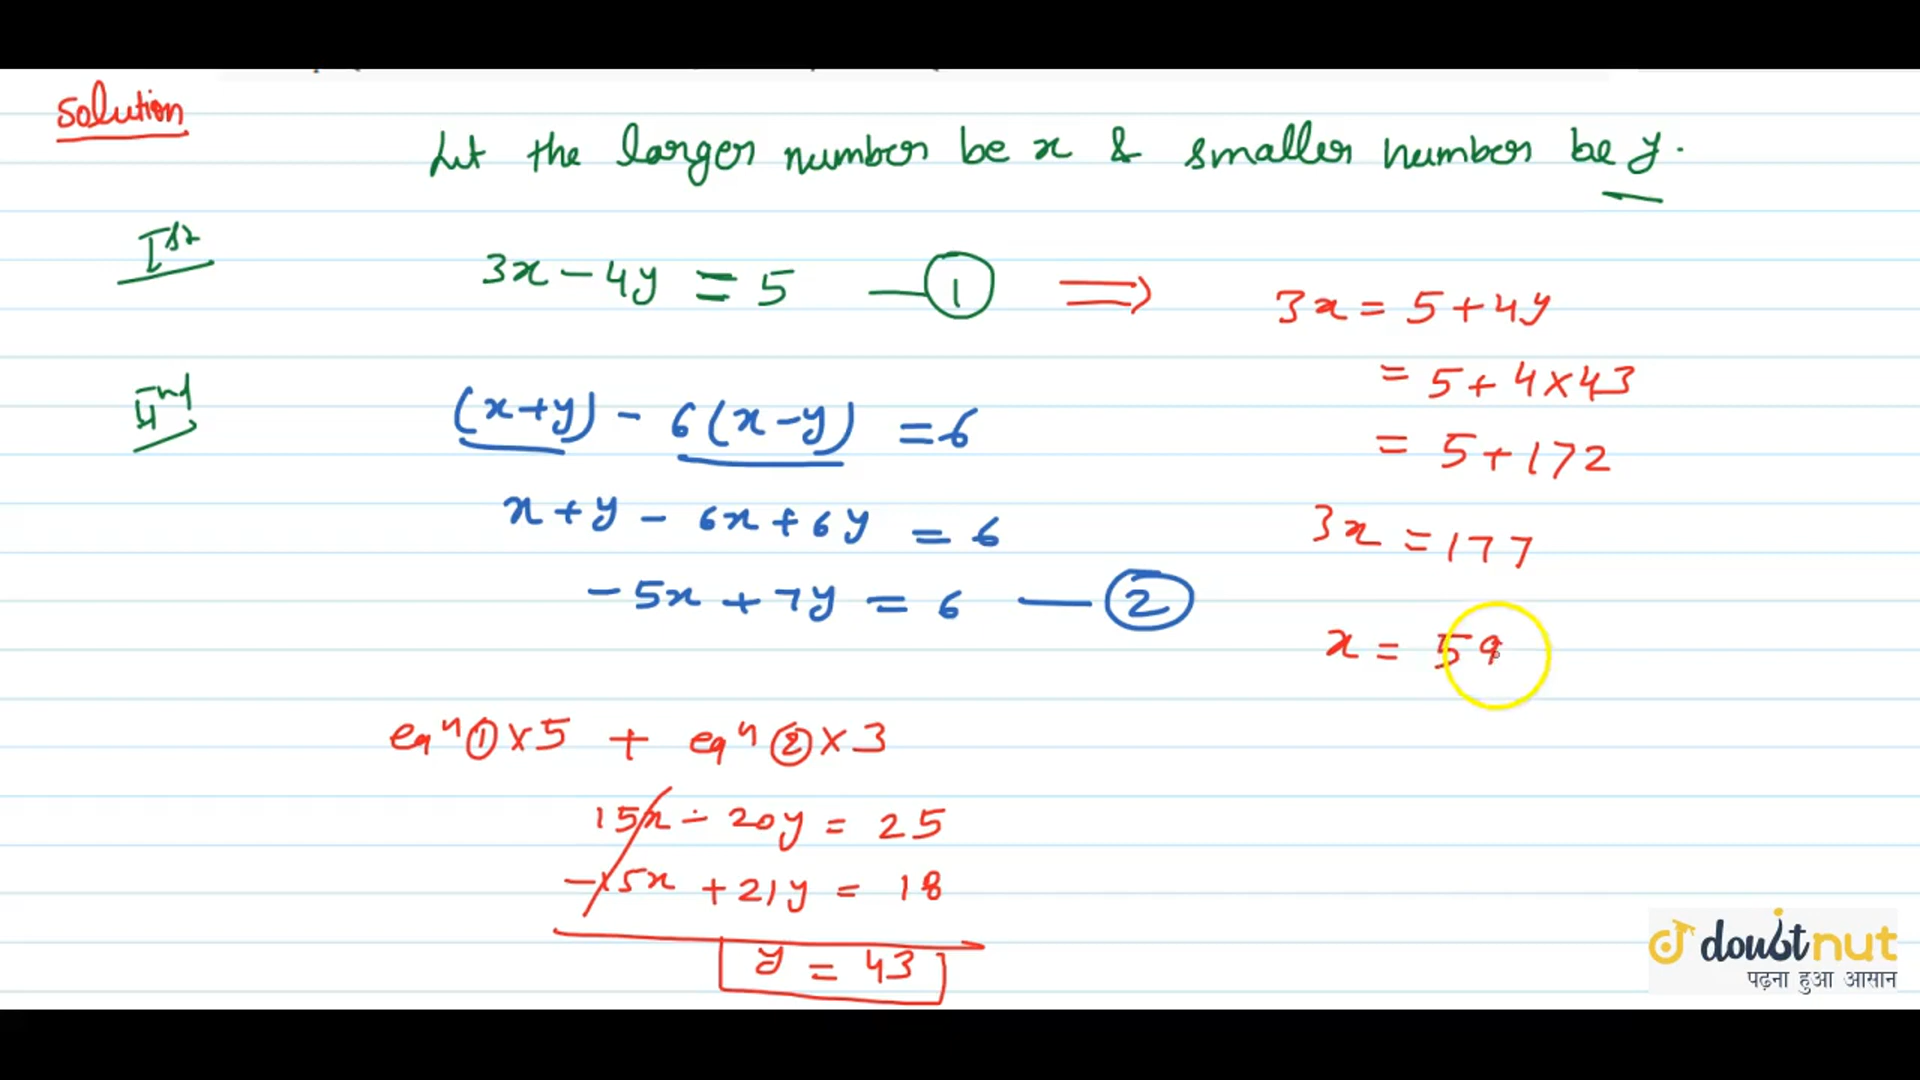 Solution
Let the larger number be x & smaller number be y.
Ist
3x - 4y = 5 — ①
⇒ 3x = 5 + 4y
= 5 + 4 × 43
= 5 + 172
3x = 177
x = 59
IInd
(x+y) - 6(x-y) = 6
x + y - 6x + 6y = 6
-5x + 7y = 6 — ②
eqⁿ ① × 5 + eqⁿ ② × 3
15x - 20y = 25
-15x + 21y = 18
y = 43
doubtnut
पढ़ना हुआ आसान